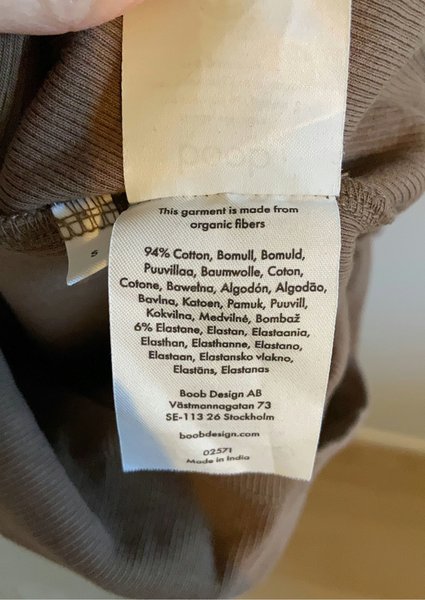 This garment is made from
organic fibers
S
94% Cotton, Bomull, Bomuld,
Puuvillaa, Baumwolle, Coton,
Cotone, Bawełna, Algodón, Algodão,
Bavlna, Katoen, Pamuk, Puuvill,
Kokvilna, Medvilnė, Bombaž
6% Elastane, Elastan, Elastaania,
Elasthan, Elasthanne, Elastano,
Elastaan, Elastansko vlakno,
Elastāns, Elastanas
Boob Design AB
Västmannagatan 73
SE-113 26 Stockholm
boobdesign.com
02571
Made in India